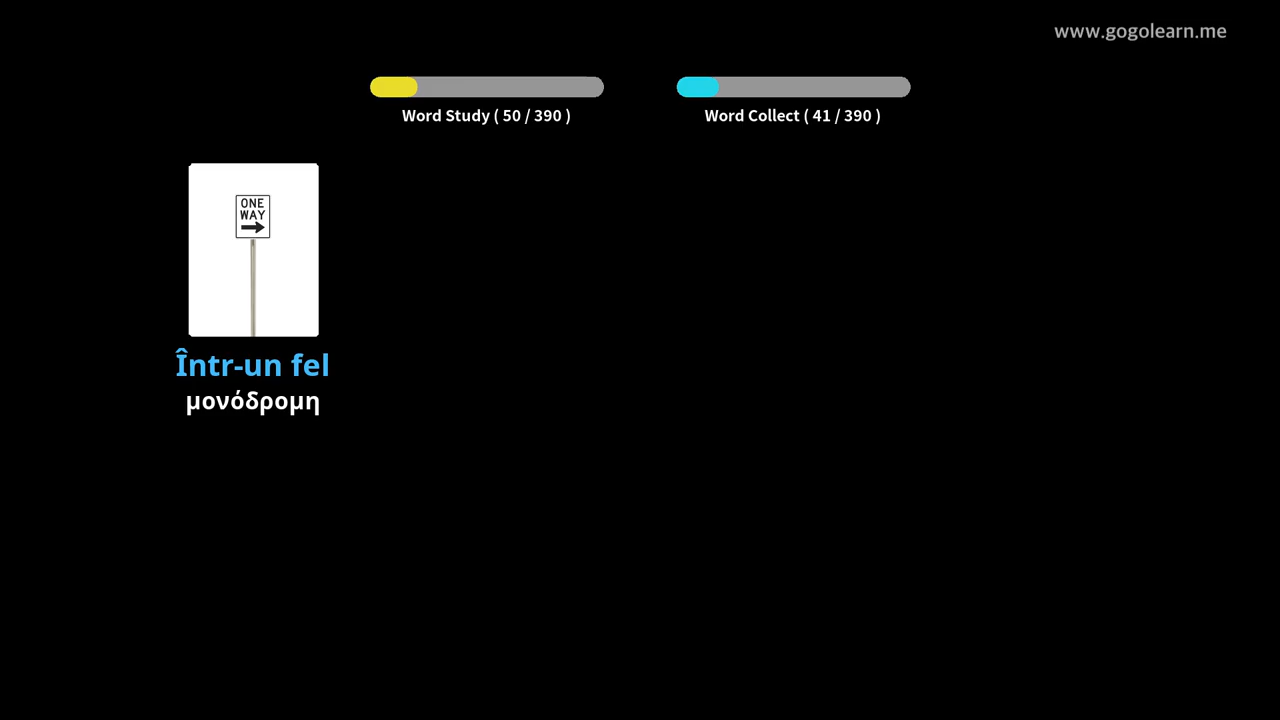 www.gogolearn.me
Word Study ( 50 / 390 )
Word Collect ( 41 / 390 )
ONE
WAY
Într-un fel
μονόδρομη